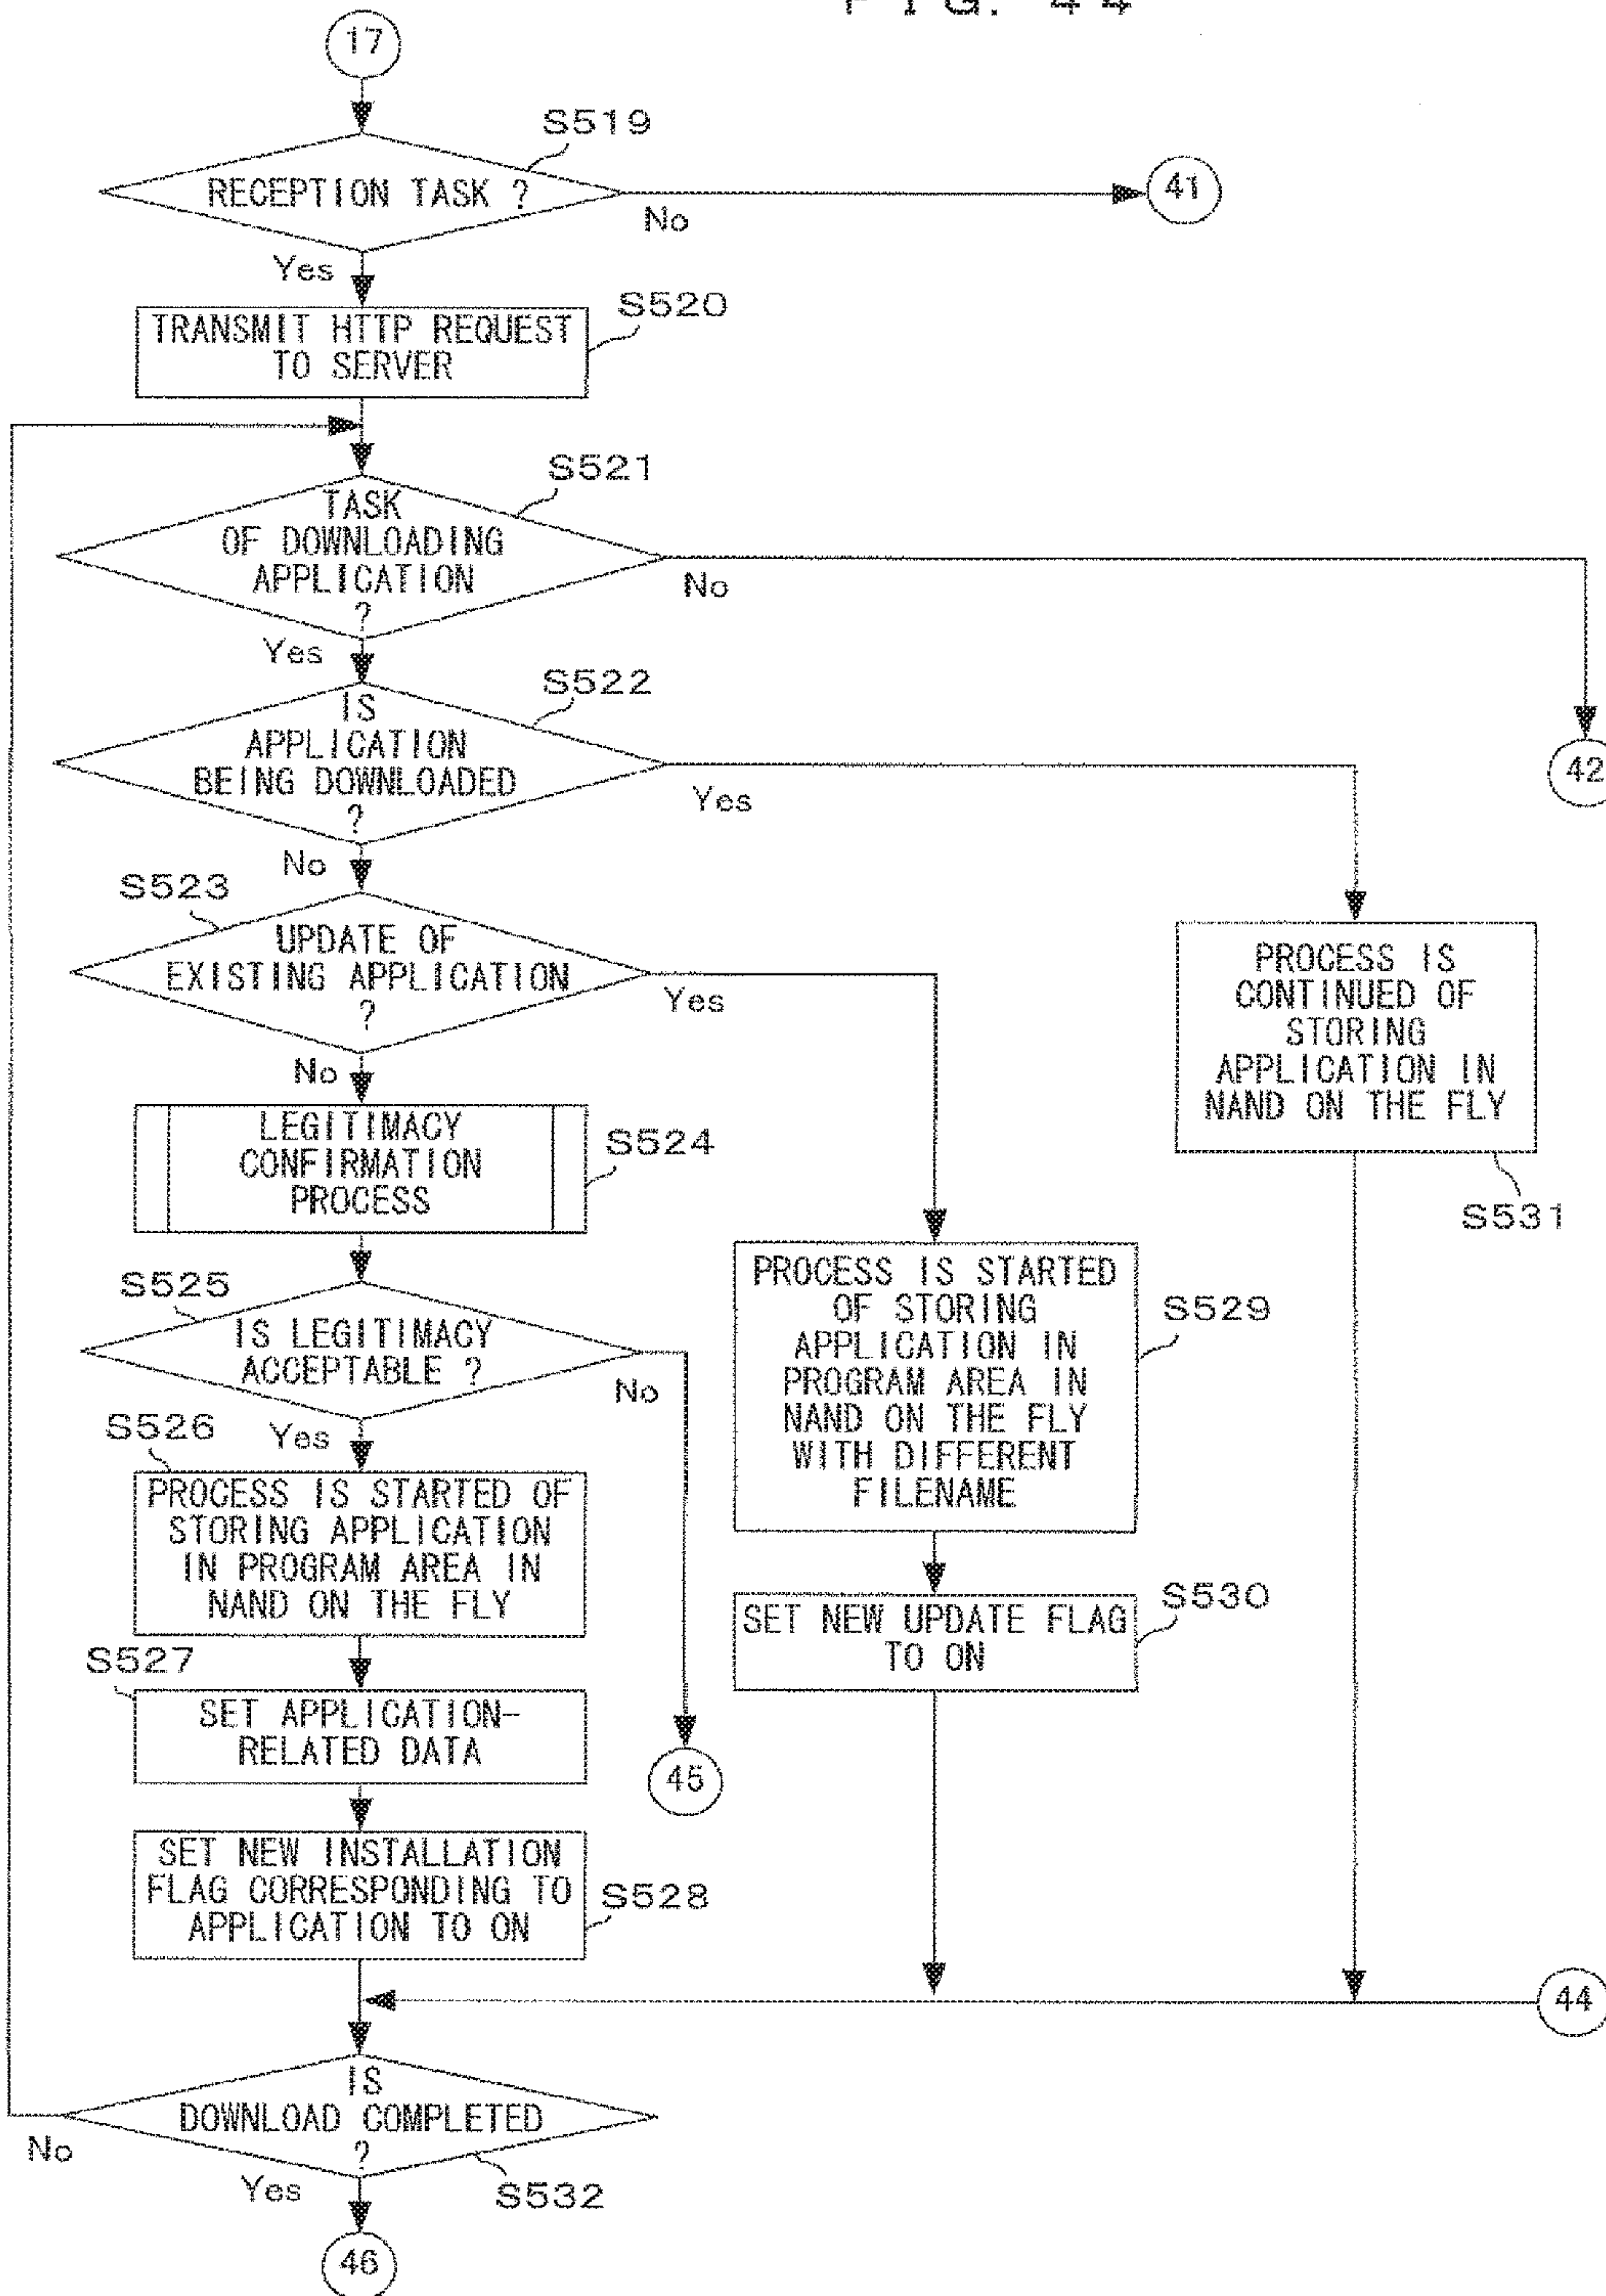 FIG. 44
17
S519
RECEPTION TASK ?
No
41
Yes
S520
TRANSMIT HTTP REQUEST
TO SERVER
S521
TASK
OF DOWNLOADING
APPLICATION
?
No
42
Yes
S522
IS
APPLICATION
BEING DOWNLOADED
?
Yes
No
S523
UPDATE OF
EXISTING APPLICATION
?
Yes
No
PROCESS IS
CONTINUED OF
STORING
APPLICATION IN
NAND ON THE FLY
S531
LEGITIMACY
CONFIRMATION
PROCESS
S524
S525
IS LEGITIMACY
ACCEPTABLE ?
No
Yes
PROCESS IS STARTED
OF STORING
APPLICATION IN
PROGRAM AREA IN
NAND ON THE FLY
WITH DIFFERENT
FILENAME
S529
S526
PROCESS IS STARTED OF
STORING APPLICATION
IN PROGRAM AREA IN
NAND ON THE FLY
SET NEW UPDATE FLAG
TO ON
S530
S527
SET APPLICATION-
RELATED DATA
45
SET NEW INSTALLATION
FLAG CORRESPONDING TO
APPLICATION TO ON
S528
44
IS
DOWNLOAD COMPLETED
?
No
S532
Yes
46